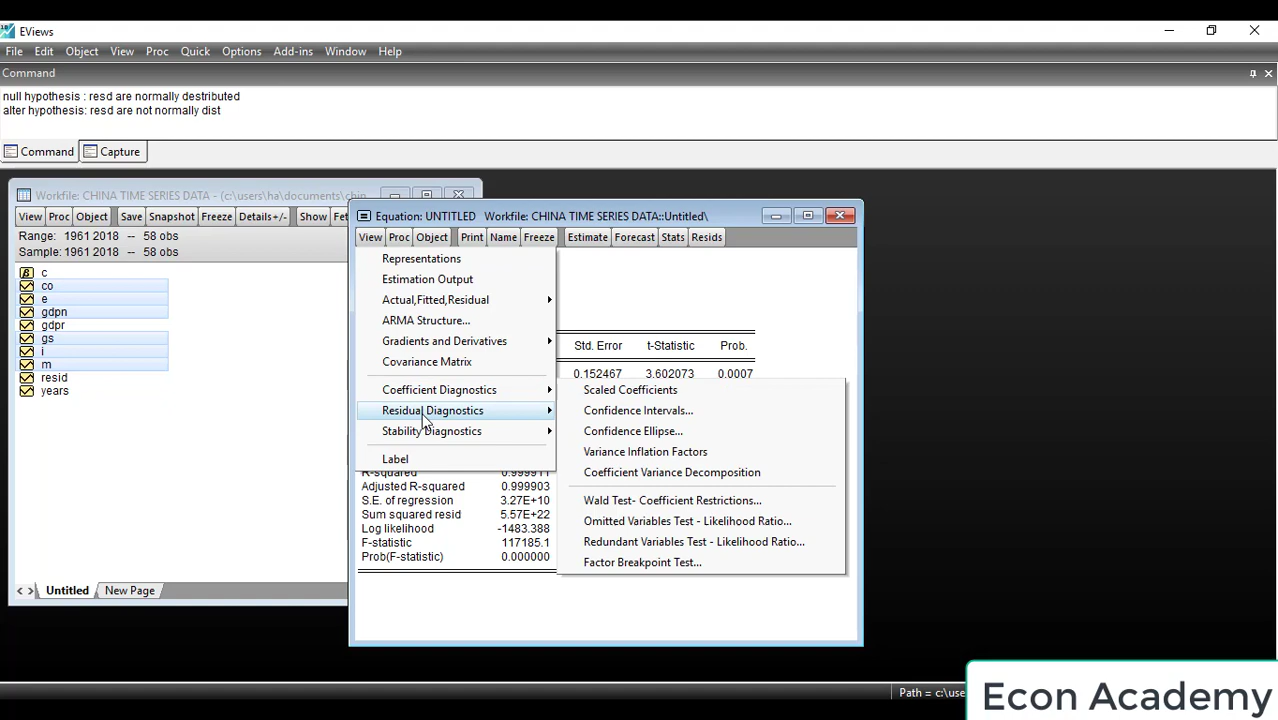 EViews
File Edit Object View Proc Quick Options Add-ins Window Help
Command
null hypothesis : resd are normally destributed
alter hypothesis: resd are not normally dist
Command Capture
Workfile: CHINA TIME SERIES DATA - (c:\users\ha\documents\chin
View Proc Object Save Snapshot Freeze Details+/- Show
Range: 1961 2018 -- 58 obs
Sample: 1961 2018 -- 58 obs
c
co
e
gdpn
gdpr
gs
i
m
resid
years
Untitled New Page
Equation: UNTITLED Workfile: CHINA TIME SERIES DATA::Untitled\
View Proc Object Print Name Freeze Estimate Forecast Stats Resids
Representations
Estimation Output
Actual,Fitted,Residual
ARMA Structure...
Gradients and Derivatives
Covariance Matrix
Coefficient Diagnostics
Residual Diagnostics
Stability Diagnostics
Label
Std. Error t-Statistic Prob.
0.152467 3.602073 0.0007
Scaled Coefficients
Confidence Intervals...
Confidence Ellipse...
Variance Inflation Factors
Coefficient Variance Decomposition
Wald Test- Coefficient Restrictions...
Omitted Variables Test - Likelihood Ratio...
Redundant Variables Test - Likelihood Ratio...
Factor Breakpoint Test...
R-squared 0.999911
Adjusted R-squared 0.999903
S.E. of regression 3.27E+10
Sum squared resid 5.57E+22
Log likelihood -1483.388
F-statistic 117185.1
Prob(F-statistic) 0.000000
Path = c:\use
Econ Academy